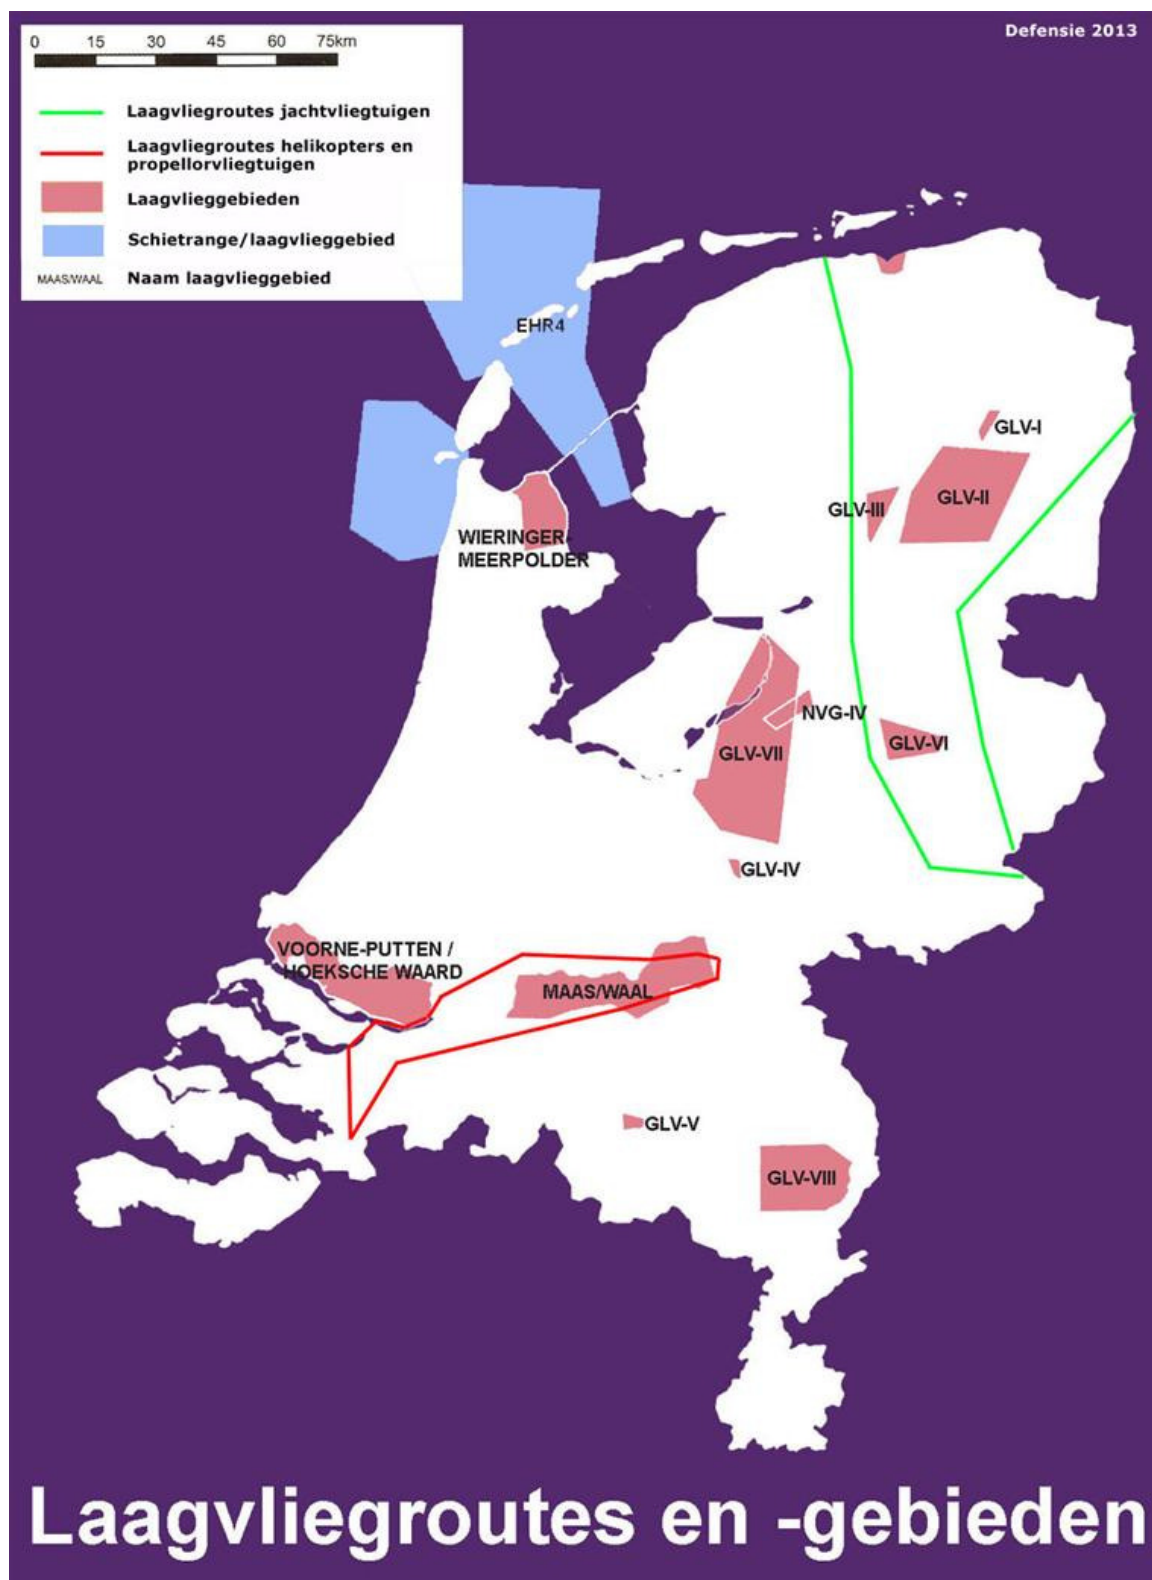 Defensie 2013
0 15 30 45 60 75km
Laagvliegroutes jachtvliegtuigen
Laagvliegroutes helikopters en
propellorvliegtuigen
Laagvlieggebieden
Schietrange/laagvlieggebied
MAAS/WAAL Naam laagvlieggebied
EHR4
GLV-I
GLV-II
GLV-III
WIERINGER-
MEERPOLDER
NVG-IV
GLV-VI
GLV-VII
GLV-IV
VOORNE-PUTTEN /
HOEKSCHE WAARD
MAAS/WAAL
GLV-V
GLV-VIII
Laagvliegroutes en -gebieden